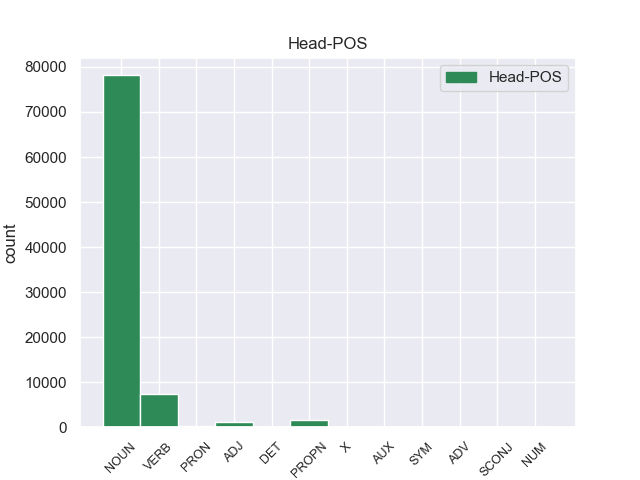 Head-POS
Head-POS
80000
70000
60000
50000
40000
30000
20000
10000
0
count
NOUN VERB PRON ADJ DET PROPN X AUX SYM ADV SCONJ NUM